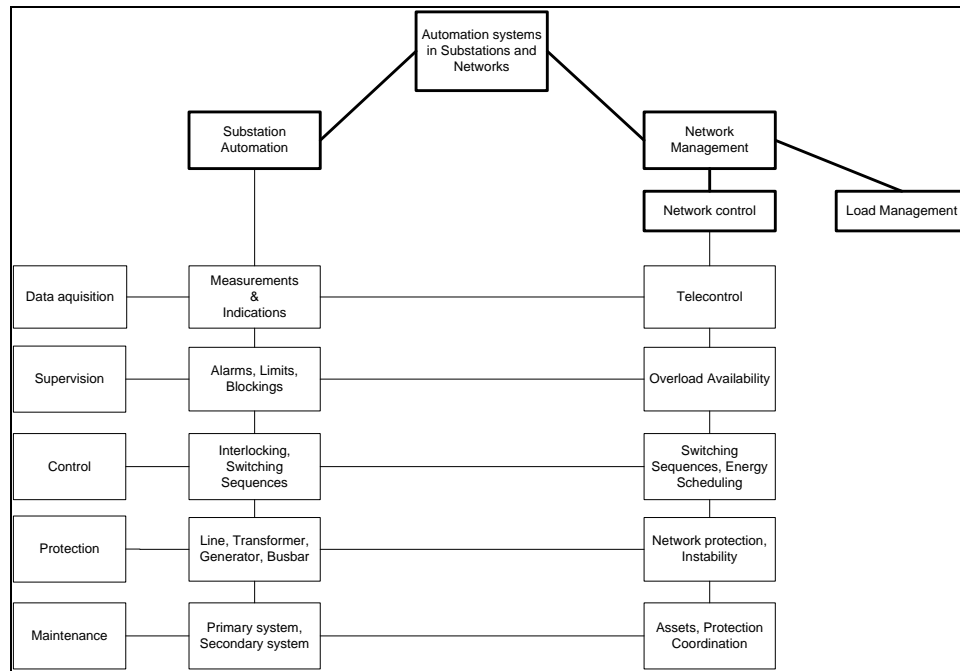 Automation systems
in Substations and
Networks
Substation
Automation
Network
Management
Network control
Load Management
Data aquisition
Measurements
&
Indications
Telecontrol
Supervision
Alarms, Limits,
Blockings
Overload Availability
Control
Interlocking,
Switching
Sequences
Switching
Sequences, Energy
Scheduling
Protection
Line, Transformer,
Generator, Busbar
Network protection,
Instability
Maintenance
Primary system,
Secondary system
Assets, Protection
Coordination